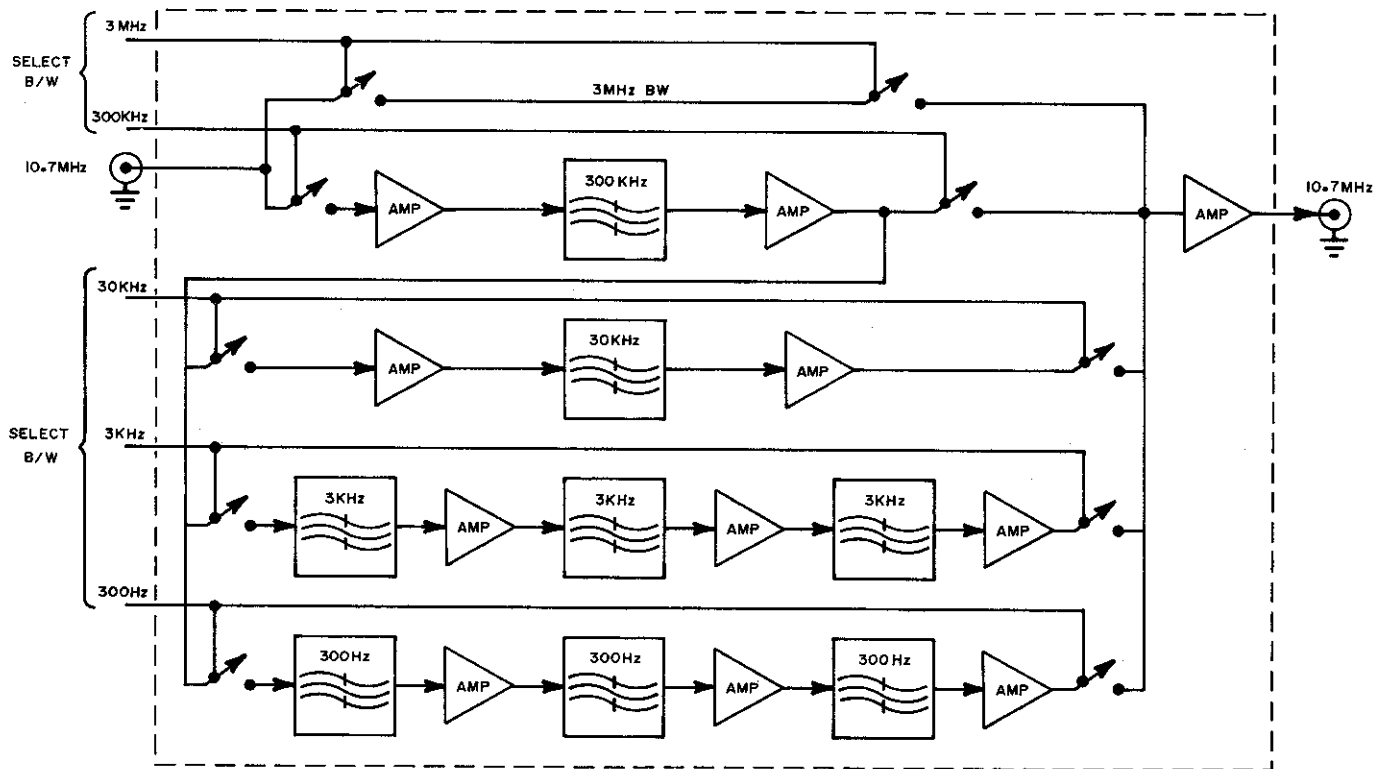 3MHz
SELECT
B/W
3MHz BW
300KHz
10.7MHz
300KHz
AMP
AMP
AMP
10.7MHz
30KHz
30KHz
AMP
AMP
SELECT
B/W
3KHz
3KHz
AMP
3KHz
AMP
3KHz
AMP
300Hz
300Hz
AMP
300Hz
AMP
300Hz
AMP